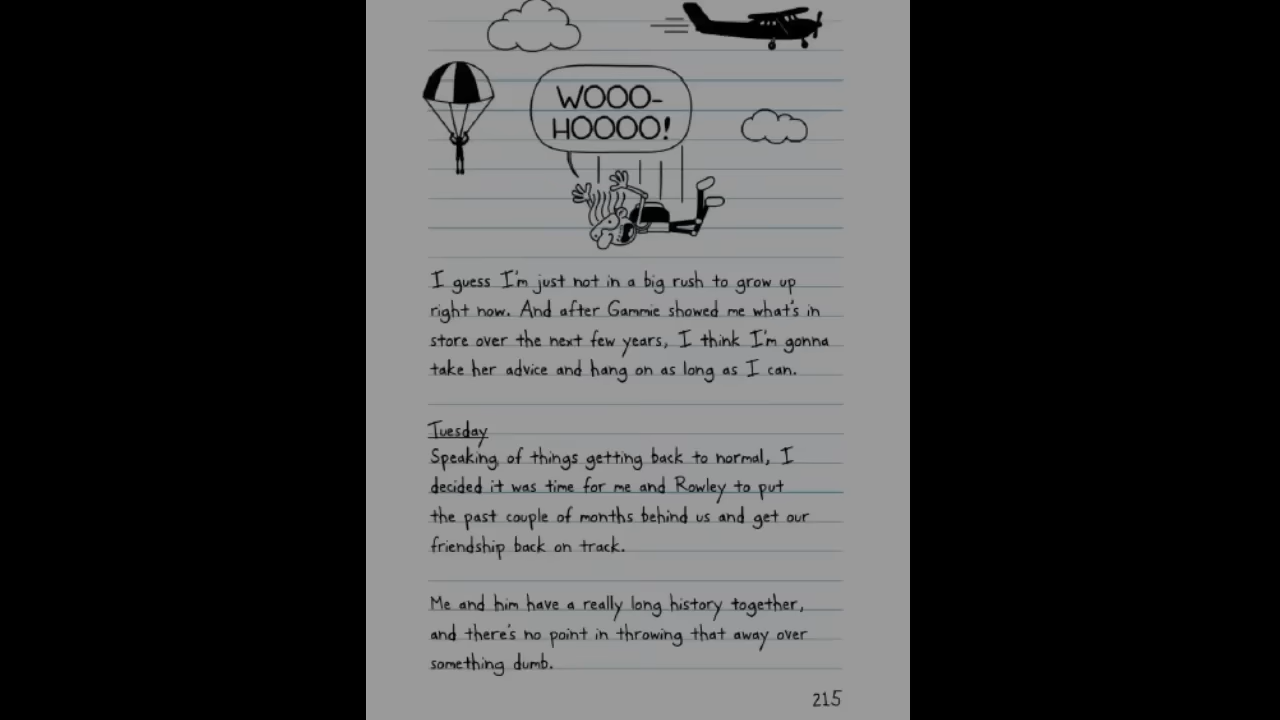 WOOO-
HOOOO!
I guess I'm just not in a big rush to grow up
right now. And after Gammie showed me what's in
store over the next few years, I think I'm gonna
take her advice and hang on as long as I can.
Tuesday
Speaking of things getting back to normal, I
decided it was time for me and Rowley to put
the past couple of months behind us and get our
friendship back on track.
Me and him have a really long history together,
and there's no point in throwing that away over
something dumb.
215